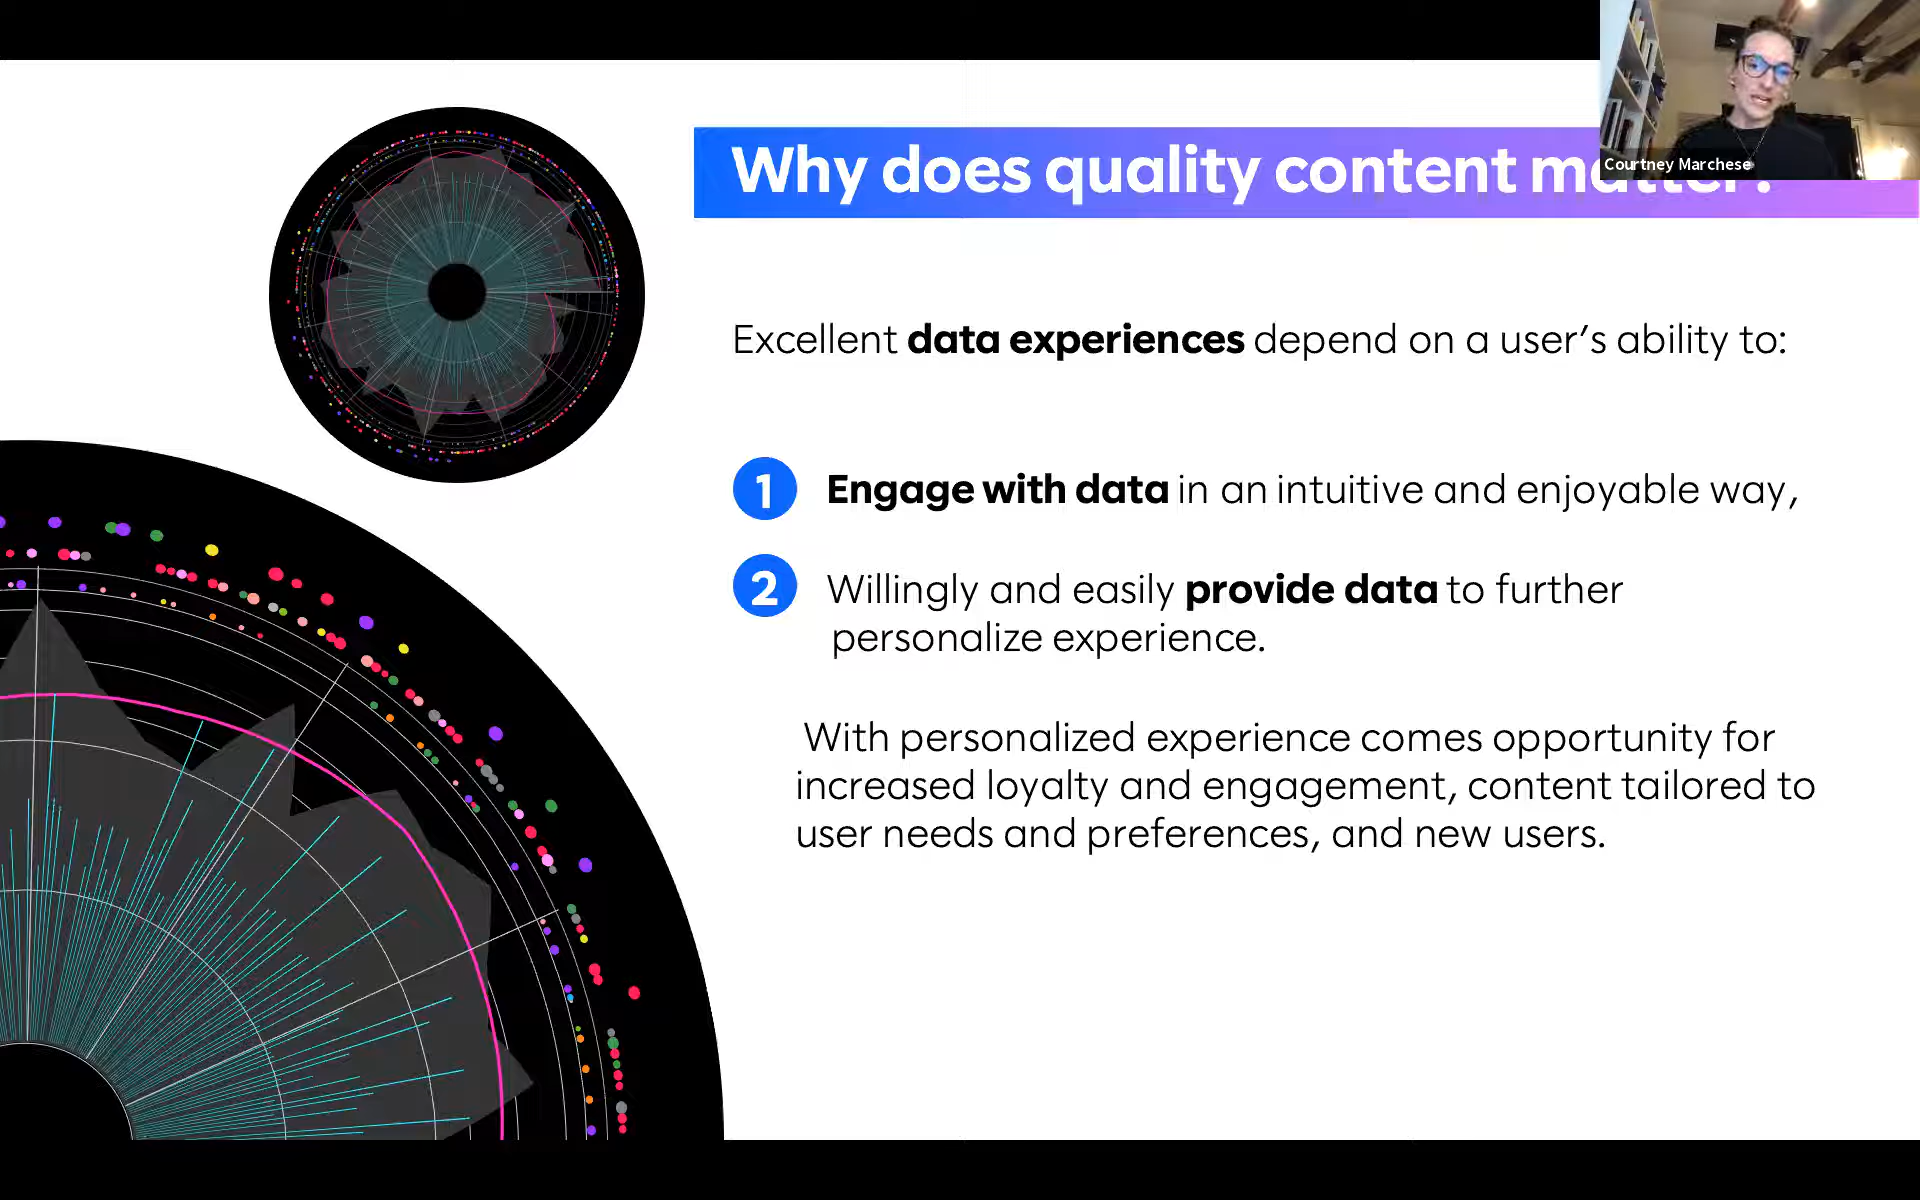 Why does quality content matter?
Courtney Marchese
Excellent data experiences depend on a user’s ability to:
1 Engage with data in an intuitive and enjoyable way,
2 Willingly and easily provide data to further
personalize experience.
With personalized experience comes opportunity for
increased loyalty and engagement, content tailored to
user needs and preferences, and new users.